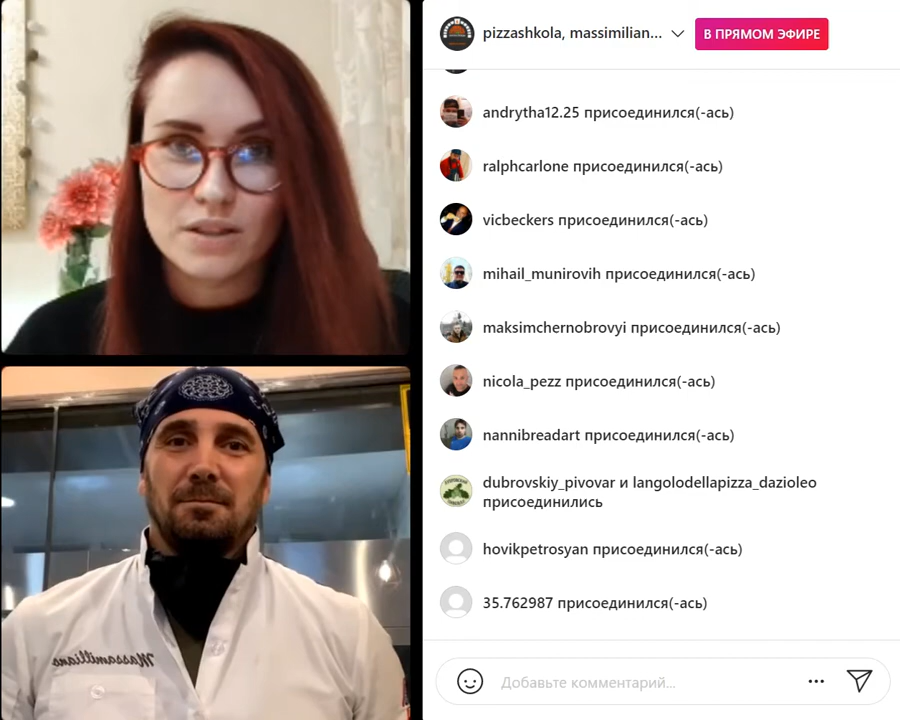 pizzashkola, massimilian...
В ПРЯМОМ ЭФИРЕ
andrytha12.25 присоединился(-ась)
ralphcarlone присоединился(-ась)
vicbeckers присоединился(-ась)
mihail_munirovih присоединился(-ась)
maksimchernobrovyi присоединился(-ась)
nicola_pezz присоединился(-ась)
nannibreadart присоединился(-ась)
dubrovskiy_pivovar и langolodellapizza_dazioleo
присоединились
hovikpetrosyan присоединился(-ась)
35.762987 присоединился(-ась)
Добавьте комментарий...
Massamiliano